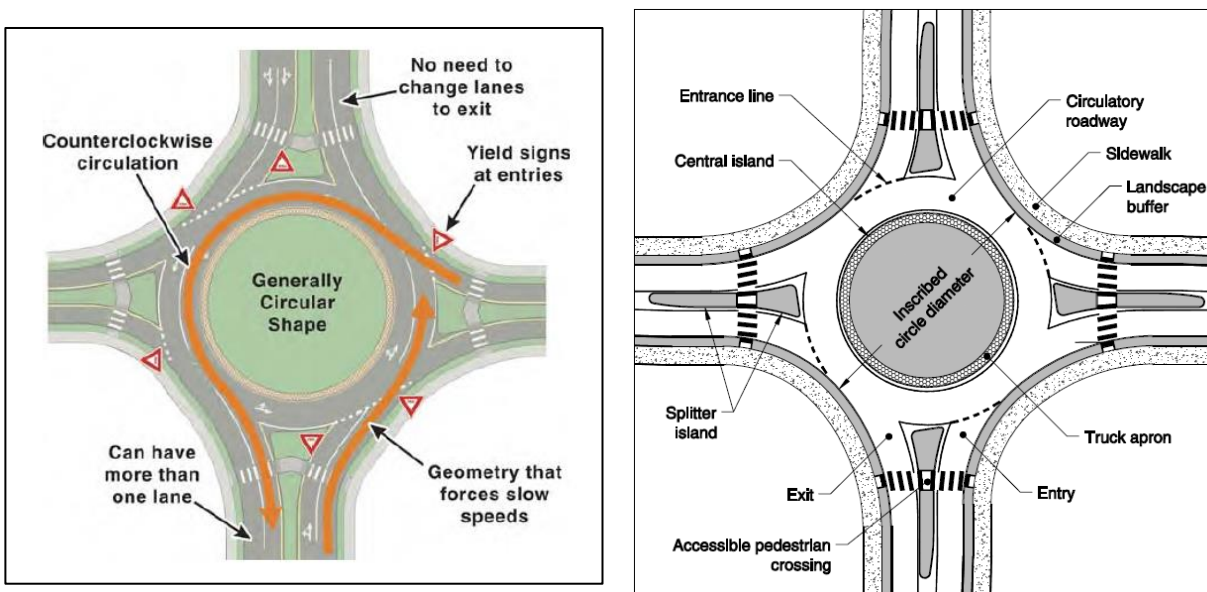 No need to
change lanes
to exit
Counterclockwise
circulation
Yield signs
at entries
Generally
Circular
Shape
Can have
more than
one lane
Geometry that
forces slow
speeds
Entrance line
Circulatory
roadway
Central island
Sidewalk
Landscape
buffer
Inscribed
circle diameter
Splitter
island
Truck apron
Exit
Entry
Accessible pedestrian
crossing